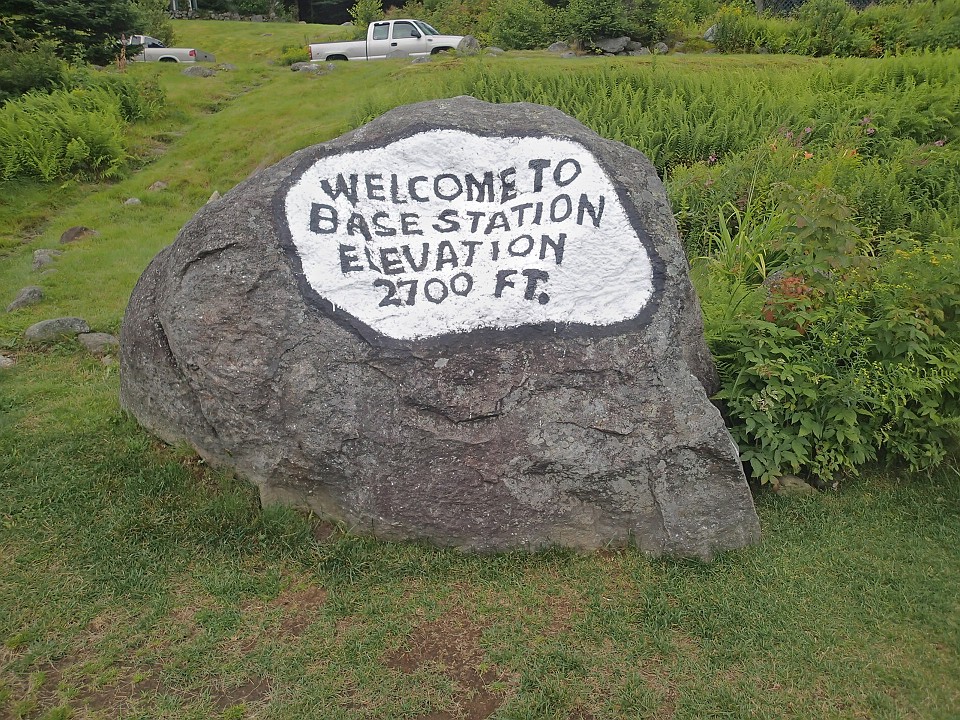 WELCOME TO
BASE STATION
ELEVATION
2700 FT.